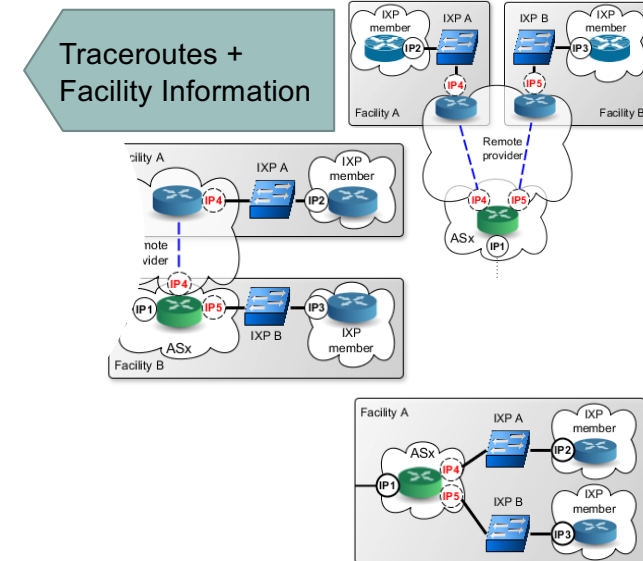 Traceroutes +
Facility Information
IXP
member
IP2
IXP A
IP4
Facility A
IXP B
IXP
member
IP3
IP5
Facility B
Remote
provider
IP4
IP5
ASx
IP1
cility A
IXP A
IXP
member
IP4
IP2
mote
vider
IP4
IP1
IP5
IP3
ASx
IXP B
IXP
member
Facility B
Facility A
IXP A
IXP
member
ASx
IP4
IP2
IP1
IP5
IXP B
IXP
member
IP3